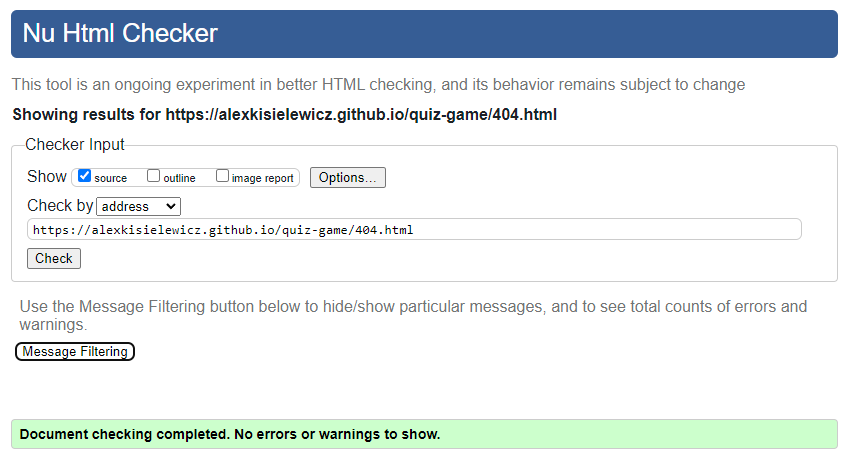 Nu Html Checker
This tool is an ongoing experiment in better HTML checking, and its behavior remains subject to change
Showing results for https://alexkisielewicz.github.io/quiz-game/404.html
Checker Input
Show source outline image report Options...
Check by address
https://alexkisielewicz.github.io/quiz-game/404.html
Check
Use the Message Filtering button below to hide/show particular messages, and to see total counts of errors and
warnings.
Message Filtering
Document checking completed. No errors or warnings to show.